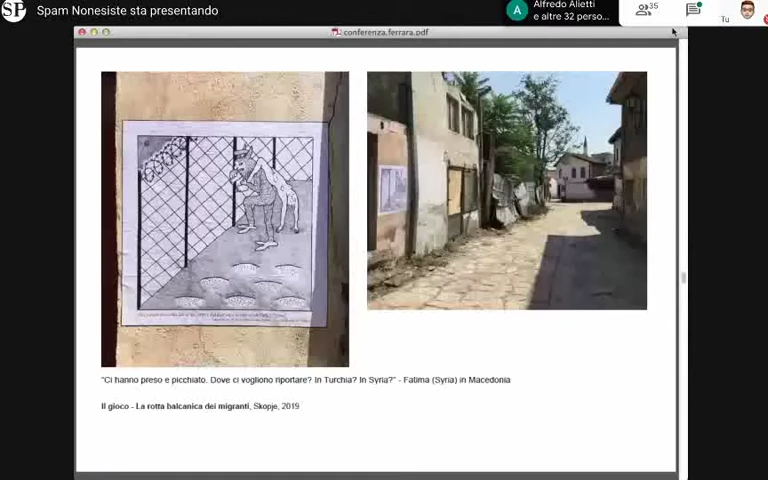 SP
Spam Nonesiste sta presentando
A
Alfredo Alietti
e altre 32 perso...
35
Tu
conferenza.ferrara.pdf
"Ci hanno preso e picchiato. Dove ci vogliono riportare? In Turchia? In Syria?" - Fatima (Syria) in Macedonia
Il gioco - La rotta balcanica dei migranti, Skopje, 2019